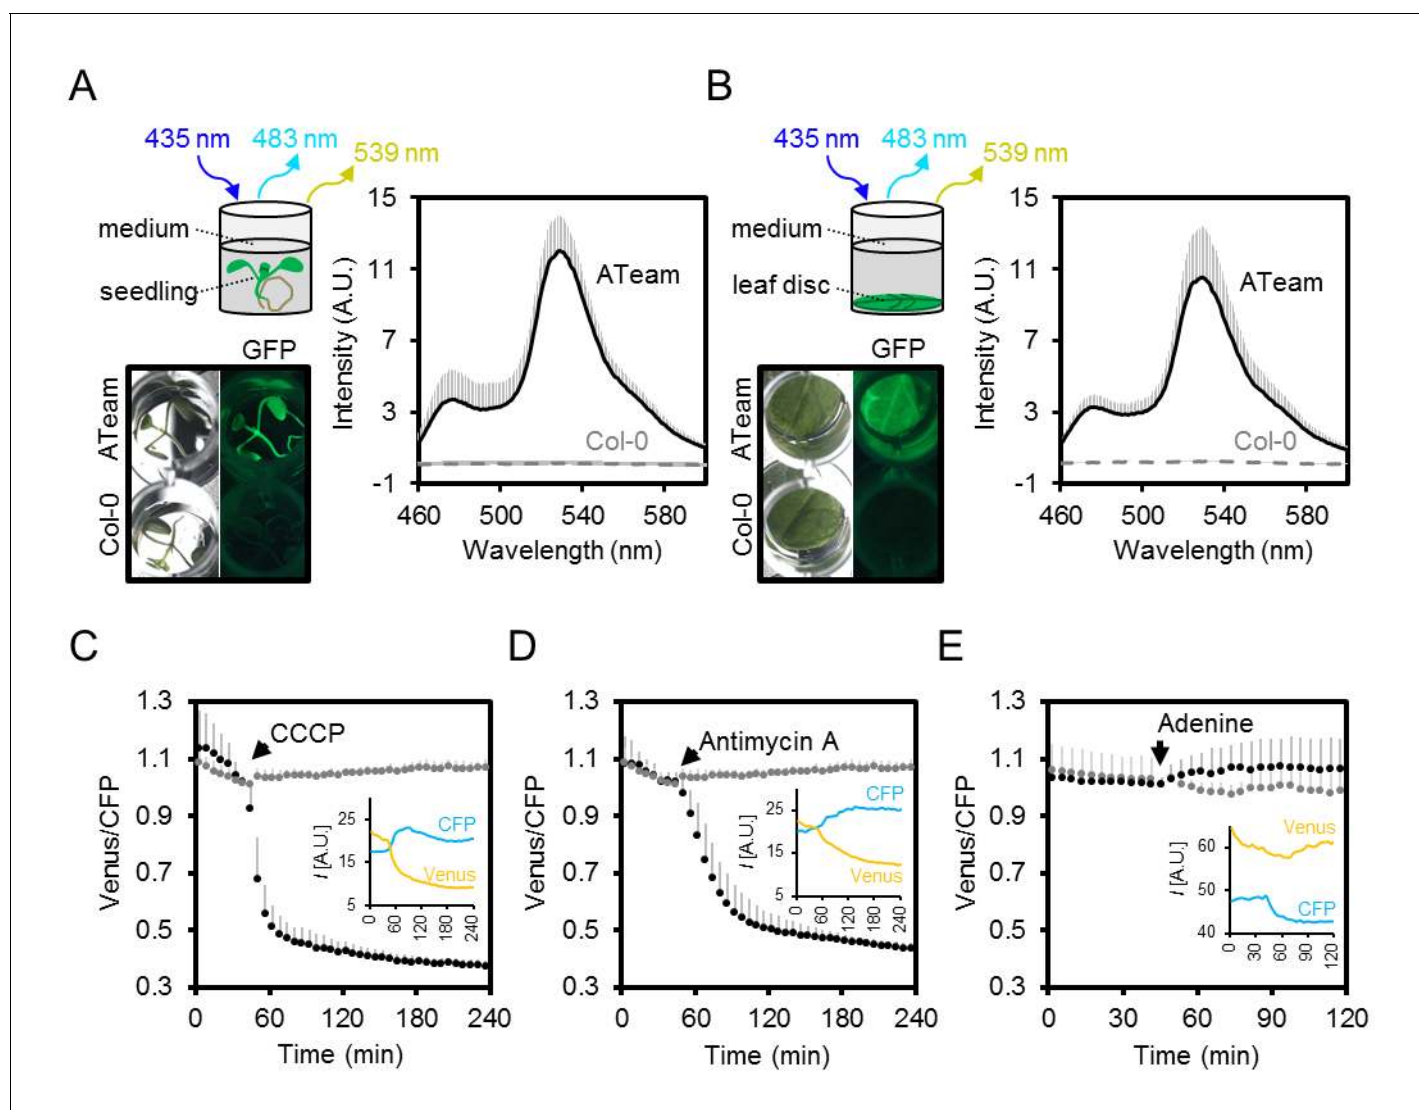 A
435 nm
483 nm
539 nm
medium
seedling
GFP
ATeam
Col-0
Intensity (A.U.)
15
11
7
3
-1
ATeam
Col-0
460
500
540
580
Wavelength (nm)
B
435 nm
483 nm
539 nm
medium
leaf disc
GFP
ATeam
Col-0
Intensity (A.U.)
15
11
7
3
-1
ATeam
Col-0
460
500
540
580
Wavelength (nm)
C
Venus/CFP
1.3
1.1
0.9
0.7
0.5
0.3
CCCP
I [A.U.]
25
15
5
CFP
Venus
0
60
120
180
240
0
60
120
180
240
Time (min)
D
Venus/CFP
1.3
1.1
0.9
0.7
0.5
0.3
Antimycin A
I [A.U.]
25
15
5
CFP
Venus
0
60
120
180
240
0
60
120
180
240
Time (min)
E
Venus/CFP
1.3
1.1
0.9
0.7
0.5
0.3
Adenine
I [A.U.]
60
50
40
Venus
CFP
0
30
60
90
120
0
30
60
90
120
Time (min)